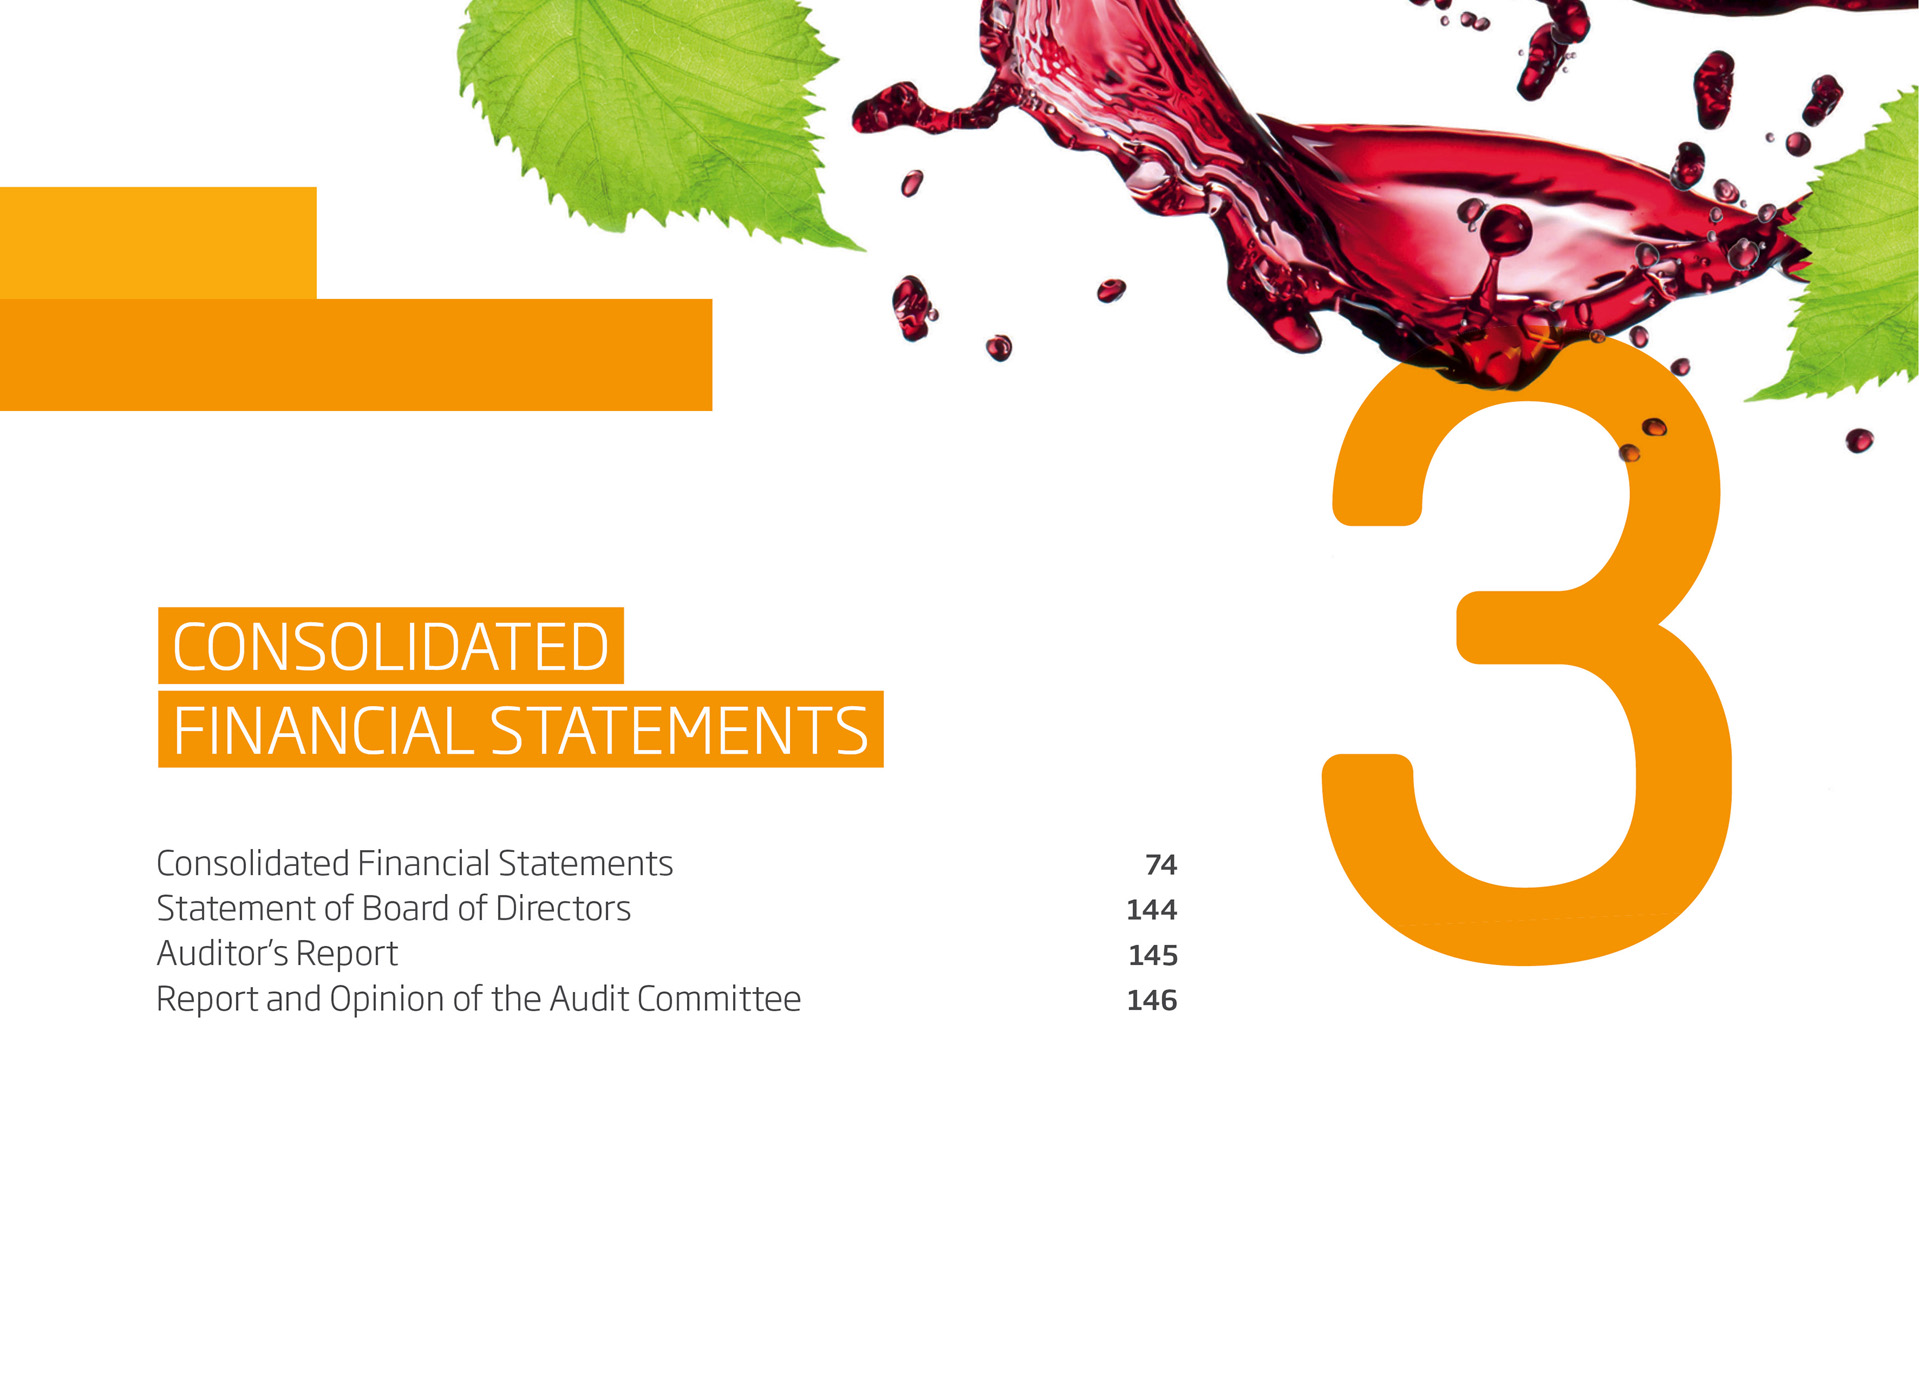 3
CONSOLIDATED
FINANCIAL STATEMENTS
Consolidated Financial Statements 74
Statement of Board of Directors 144
Auditor’s Report 145
Report and Opinion of the Audit Committee 146